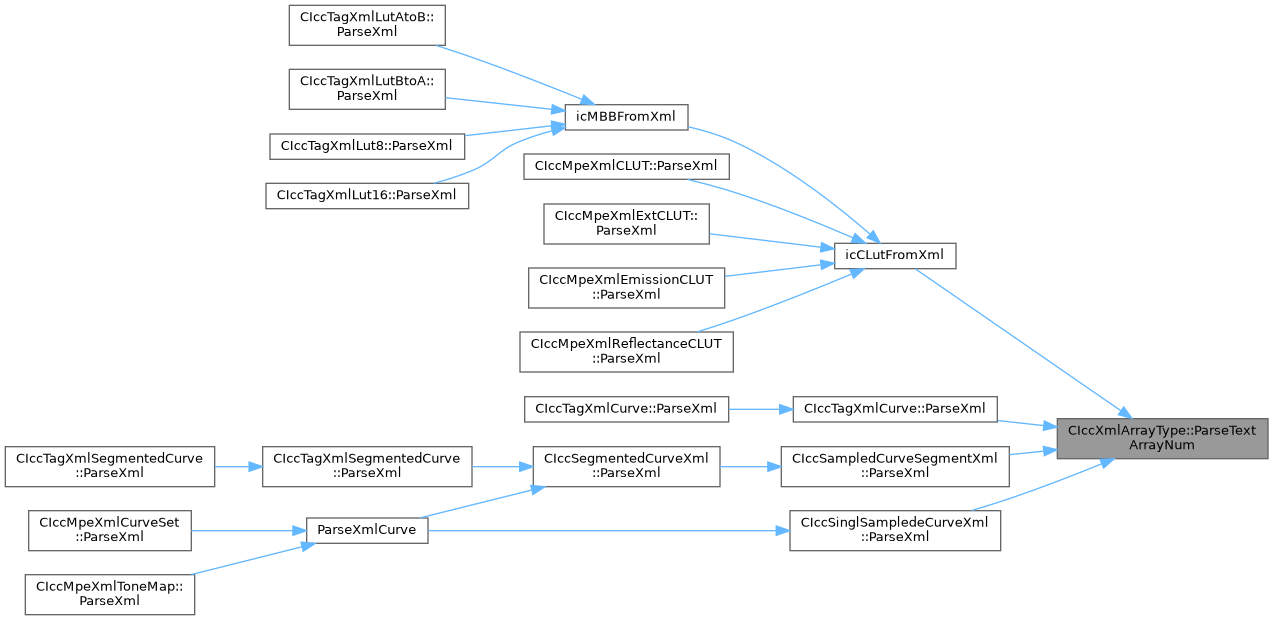 CIccTagXmlLutAtoB::
ParseXml
CIccTagXmlLutBtoA::
ParseXml
icMBBFromXml
CIccTagXmlLut8::ParseXml
CIccMpeXmlCLUT::ParseXml
CIccTagXmlLut16::ParseXml
CIccMpeXmlExtCLUT::
ParseXml
icCLutFromXml
CIccMpeXmlEmissionCLUT
::ParseXml
CIccMpeXmlReflectanceCLUT
::ParseXml
CIccTagXmlCurve::ParseXml
CIccTagXmlCurve::ParseXml
CIccXmlArrayType::ParseText
ArrayNum
CIccTagXmlSegmentedCurve
::ParseXml
CIccTagXmlSegmentedCurve
::ParseXml
CIccSegmentedCurveXml
::ParseXml
CIccSampledCurveSegmentXml
::ParseXml
CIccMpeXmlCurveSet
::ParseXml
ParseXmlCurve
CIccSinglSampledeCurveXml
::ParseXml
CIccMpeXmlToneMap::
ParseXml